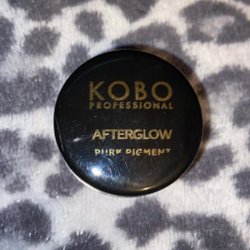 KOBO
PROFESSIONAL
AFTERGLOW
PURE PIGMENT